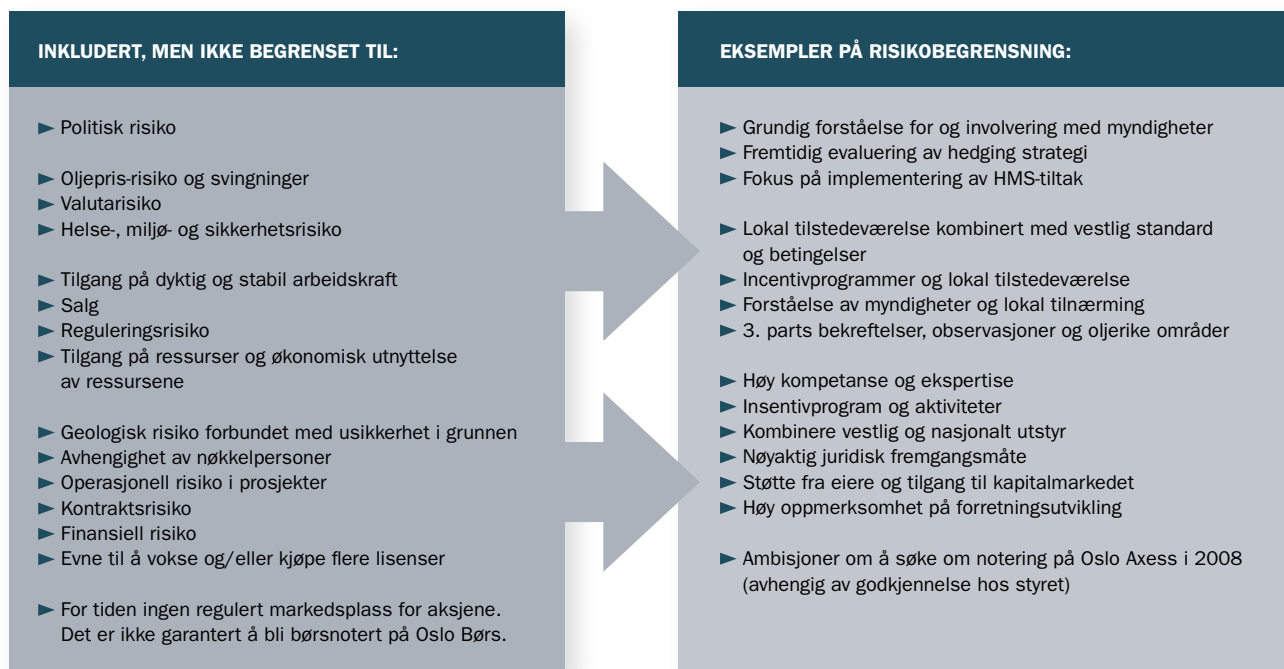 INKLUDERT, MEN IKKE BEGRENSET TIL:
► Politisk risiko
► Oljepris-risiko og svingninger
► Valutarisiko
► Helse-, miljø- og sikkerhetsrisiko
► Tilgang på dyktig og stabil arbeidskraft
► Salg
► Reguleringsrisiko
► Tilgang på ressurser og økonomisk utnyttelse
av ressursene
► Geologisk risiko forbundet med usikkerhet i grunnen
► Avhengighet av nøkkelpersoner
► Operasjonell risiko i prosjekter
► Kontraktsrisiko
► Finansiell risiko
► Evne til å vokse og/eller kjøpe flere lisenser
► For tiden ingen regulert markedsplass for aksjene.
Det er ikke garantert å bli børsnotert på Oslo Børs.
EKSEMPLER PÅ RISIKOBEGRENSNING:
► Grundig forståelse for og involvering med myndigheter
► Fremtidig evaluering av hedging strategi
► Fokus på implementering av HMS-tiltak
► Lokal tilstedeværelse kombinert med vestlig standard
og betingelser
► Incentivprogrammer og lokal tilstedeværelse
► Forståelse av myndigheter og lokal tilnærming
► 3. parts bekreftelser, observasjoner og oljerike områder
► Høy kompetanse og ekspertise
► Insentivprogram og aktiviteter
► Kombinere vestlig og nasjonalt utstyr
► Nøyaktig juridisk fremgangsmåte
► Støtte fra eiere og tilgang til kapitalmarkedet
► Høy oppmerksomhet på forretningsutvikling
► Ambisjoner om å søke om notering på Oslo Axess i 2008
(avhengig av godkjennelse hos styret)